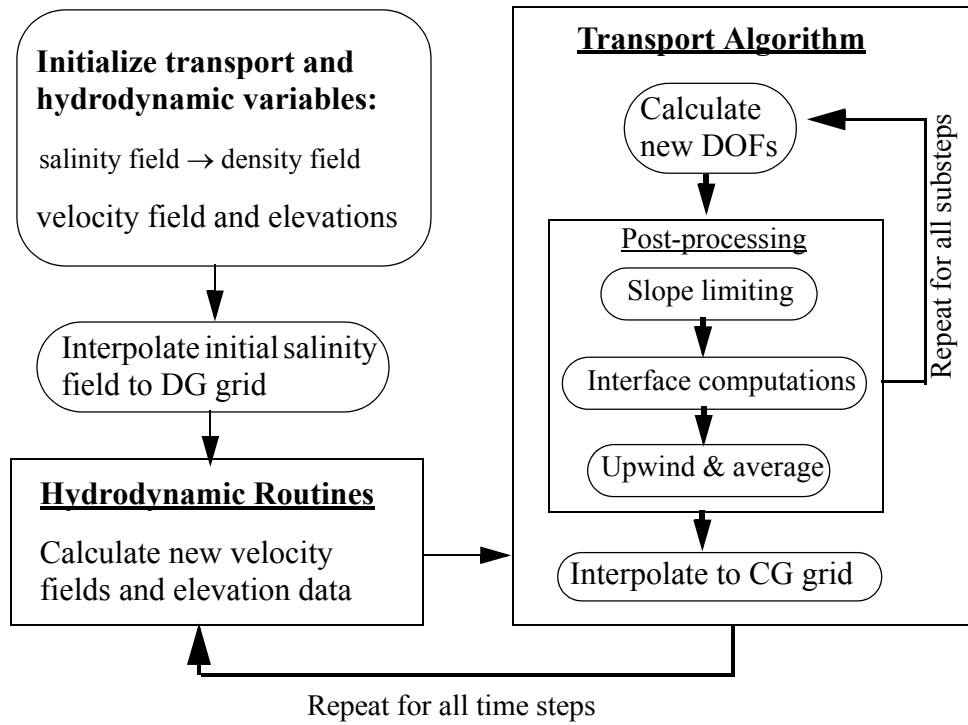 Initialize transport and
hydrodynamic variables:
salinity field → density field
velocity field and elevations
Interpolate initial salinity
field to DG grid
Hydrodynamic Routines
Calculate new velocity
fields and elevation data
Transport Algorithm
Calculate
new DOFs
Post-processing
Slope limiting
Interface computations
Upwind & average
Interpolate to CG grid
Repeat for all substeps
Repeat for all time steps